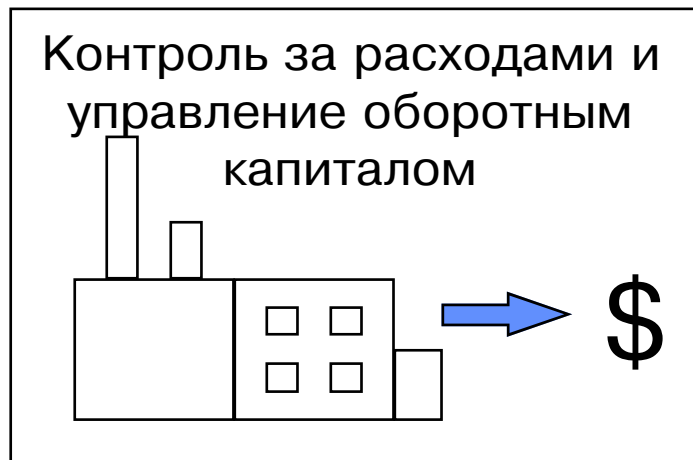 Контроль за расходами и
управление оборотным
капиталом
$